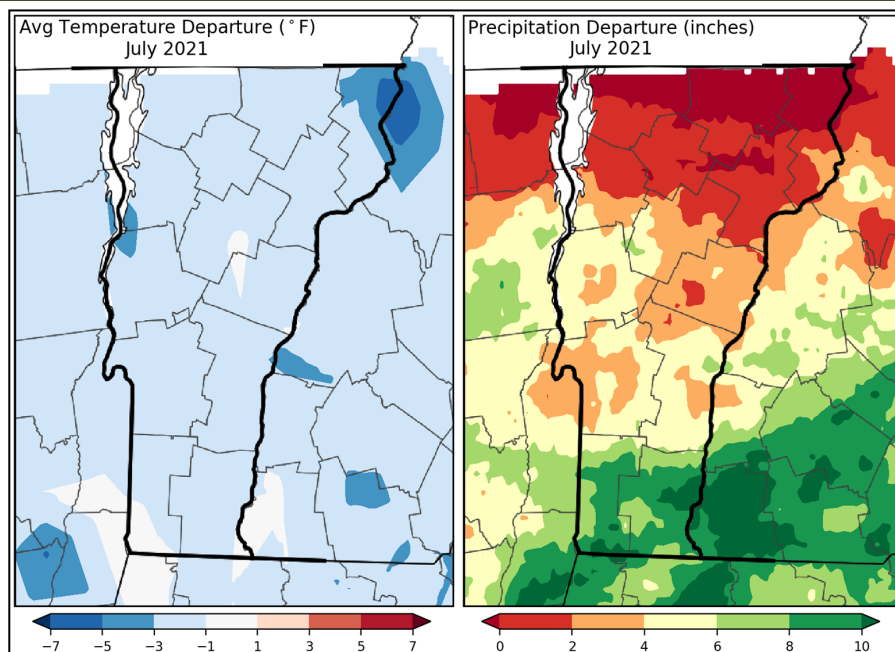 Avg Temperature Departure (°F)
July 2021
Precipitation Departure (inches)
July 2021
−7 −5 −3 −1 1 3 5 7
0 2 4 6 8 10